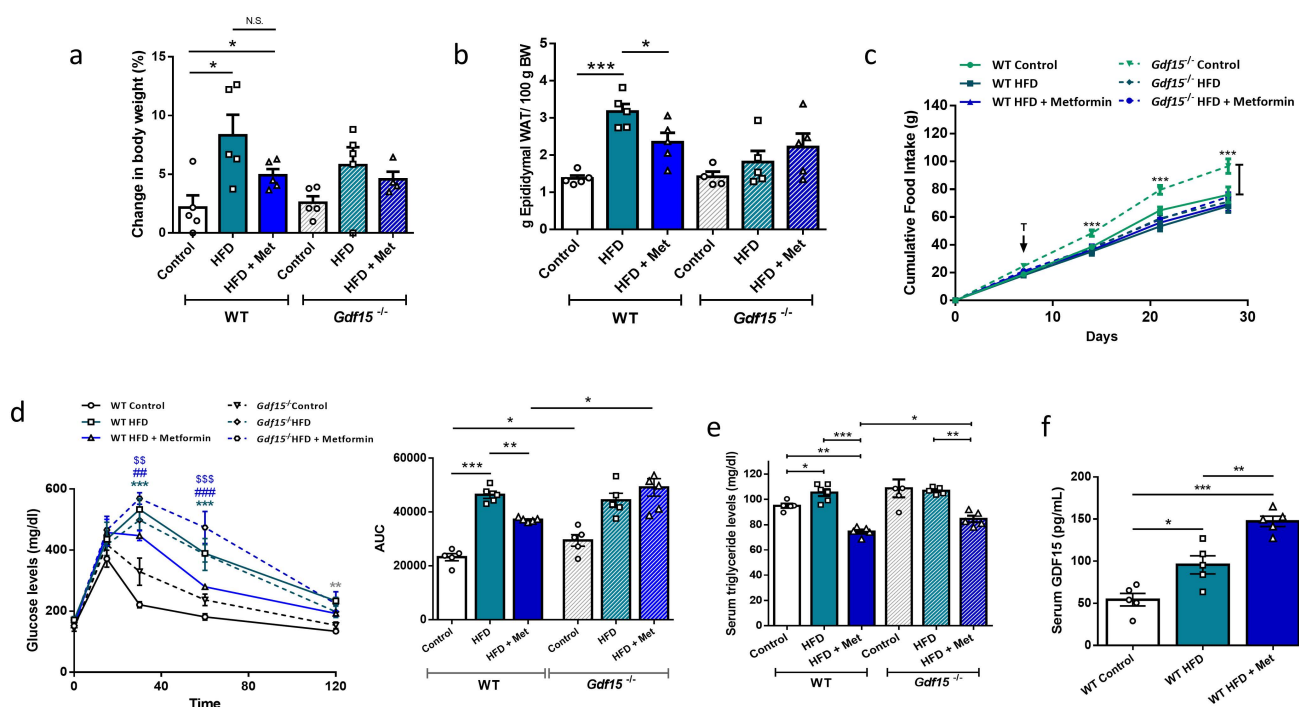 a
N.S.
*
*
Change in body weight (%)
15
10
5
0
Control
HFD
HFD + Met
Control
HFD
HFD + Met
WT
Gdf15 -/-
b
***
*
g Epididymal WAT/ 100 g BW
5
4
3
2
1
0
Control
HFD
HFD + Met
Control
HFD
HFD + Met
WT
Gdf15 -/-
c
WT Control
WT HFD
WT HFD + Metformin
Gdf15-/- Control
Gdf15-/- HFD
Gdf15-/- HFD + Metformin
Cumulative Food Intake (g)
140
120
100
80
60
40
20
0
T
***
***
***
0
10
20
30
Days
d
WT Control
WT HFD
WT HFD + Metformin
Gdf15-/-Control
Gdf15-/-HFD
Gdf15-/-HFD + Metformin
Glucose levels (mg/dl)
600
400
200
0
$$
##
***
$$$
###
***
**
0
30
60
90
120
Time
*
*
***
**
AUC
60000
40000
20000
0
Control
HFD
HFD + Met
Control
HFD
HFD + Met
WT
Gdf15 -/-
e
*
***
**
**
*
Serum triglyceride levels (mg/dl)
120
100
80
60
40
20
0
Control
HFD
HFD + Met
Control
HFD
HFD + Met
WT
Gdf15 -/-
f
**
***
*
Serum GDF15 (pg/mL)
200
150
100
50
0
WT Control
WT HFD
WT HFD + Met